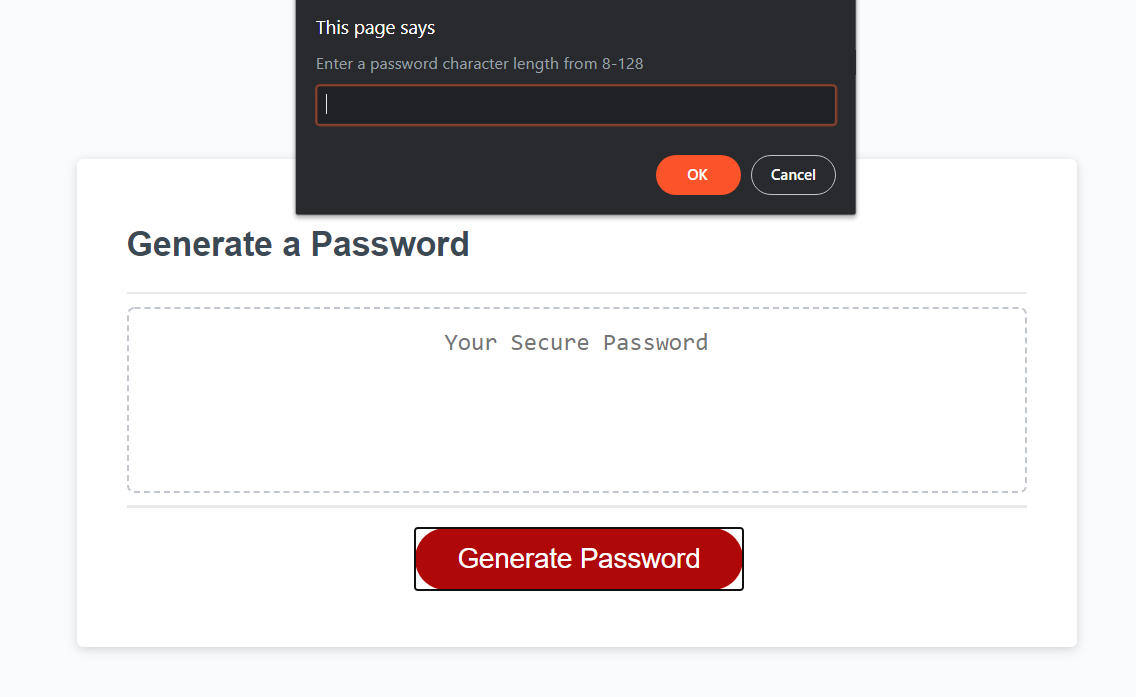 This page says
Enter a password character length from 8-128
OK
Cancel
Generate a Password
Your Secure Password
Generate Password